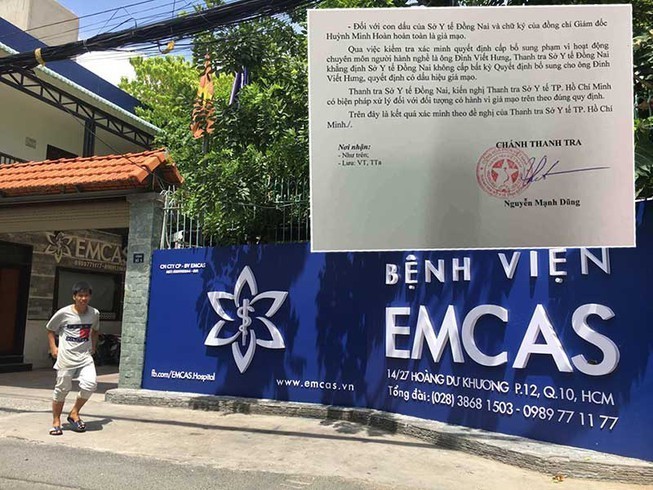 - Đối với con dấu của Sở Y tế Đồng Nai và chữ ký của đồng chí Giám đốc
Huỳnh Minh Hoàn hoàn toàn là giả mạo.
Qua việc kiểm tra xác minh quyết định cấp bổ sung phạm vi hoạt động
chuyên môn người hành nghề là ông Đinh Viết Hưng, Thanh tra Sở Y tế Đồng Nai
khẳng định Sở Y tế Đồng Nai không cấp bất kỳ Quyết định bổ sung cho ông Đinh
Viết Hưng, quyết định có dấu hiệu giả mạo.
Thanh tra Sở Y tế Đồng Nai, kiến nghị Thanh tra Sở Y tế TP. Hồ Chí Minh
có biện pháp xử lý đối với đối tượng có hành vi giả mạo trên theo đúng quy định.
Trên đây là kết quả xác minh theo đề nghị của Thanh tra Sở Y tế TP. Hồ Chí
Minh./.
Nơi nhận:
- Như trên;
- Lưu: VT, TTa
CHÁNH THANH TRA
Nguyễn Mạnh Dũng
EMCAS
CN CTY CP - BV EMCAS
BỆNH VIỆN
EMCAS
fb.com/EMCAS.Hospital
www.emcas.vn
14/27 HOÀNG DƯ KHƯƠNG P.12, Q.10, HCM
Tổng đài: (028) 3868 1503 - 0989 77 11 77